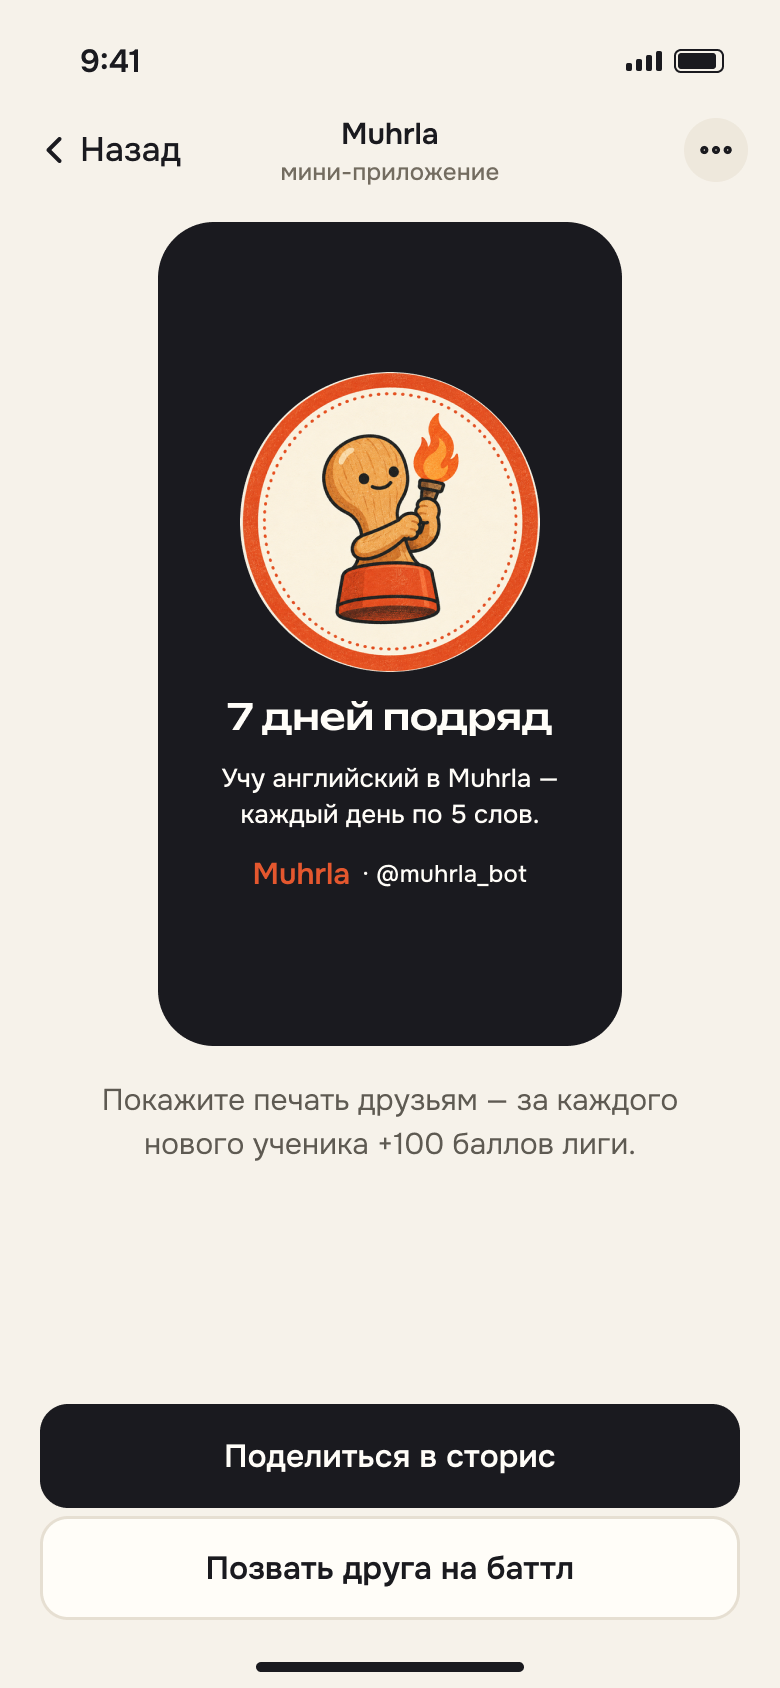 9:41
Назад
Muhrla
мини-приложение
7 дней подряд
Учу английский в Muhrla —
каждый день по 5 слов.
Muhrla · @muhrla_bot
Покажите печать друзьям — за каждого
нового ученика +100 баллов лиги.
Поделиться в сторис
Позвать друга на баттл